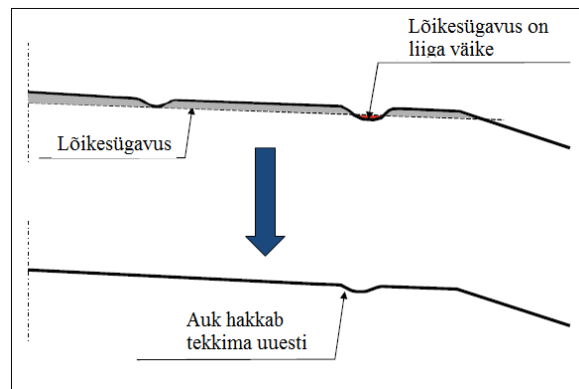 Lõikesügavus on
liiga väike
Lõikesügavus
Auk hakkab
tekkima uuesti